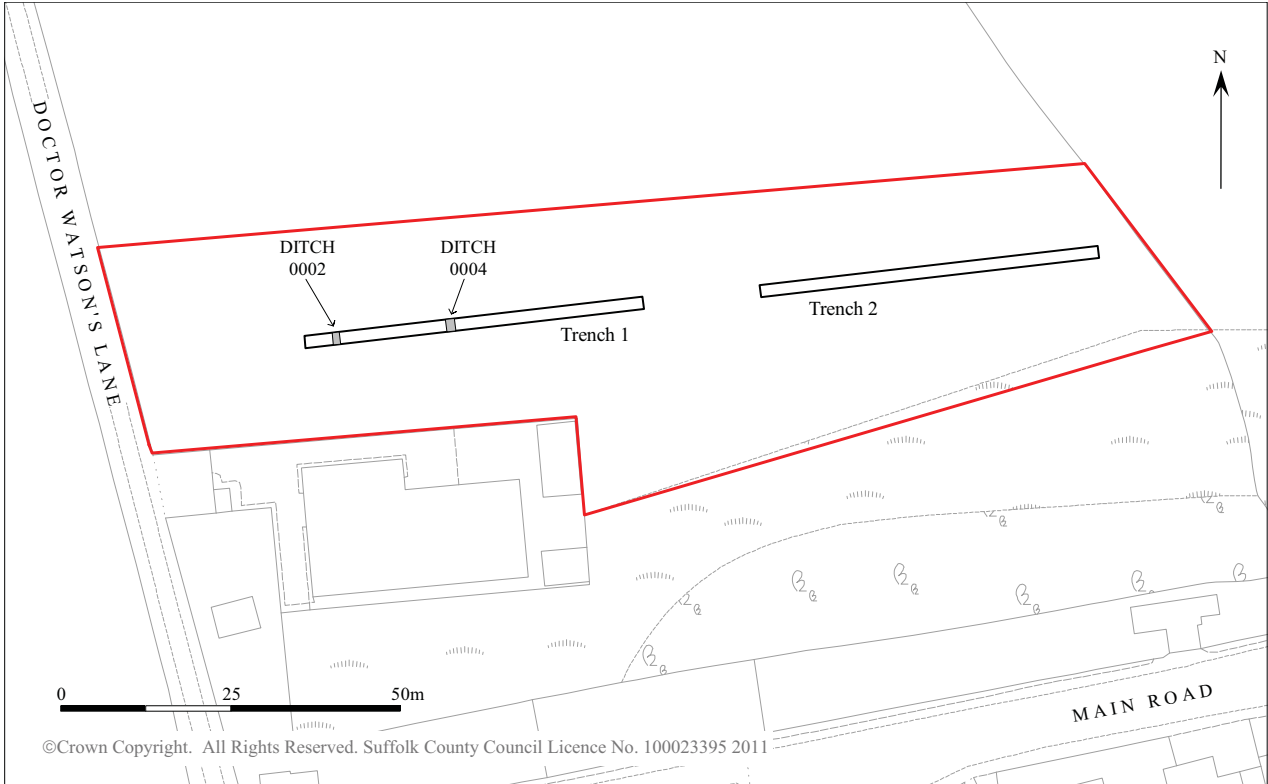 N
DOCTOR WATSON'S LANE
DITCH
0002
DITCH
0004
Trench 1
Trench 2
0 25 50m
MAIN ROAD
©Crown Copyright. All Rights Reserved. Suffolk County Council Licence No. 100023395 2011